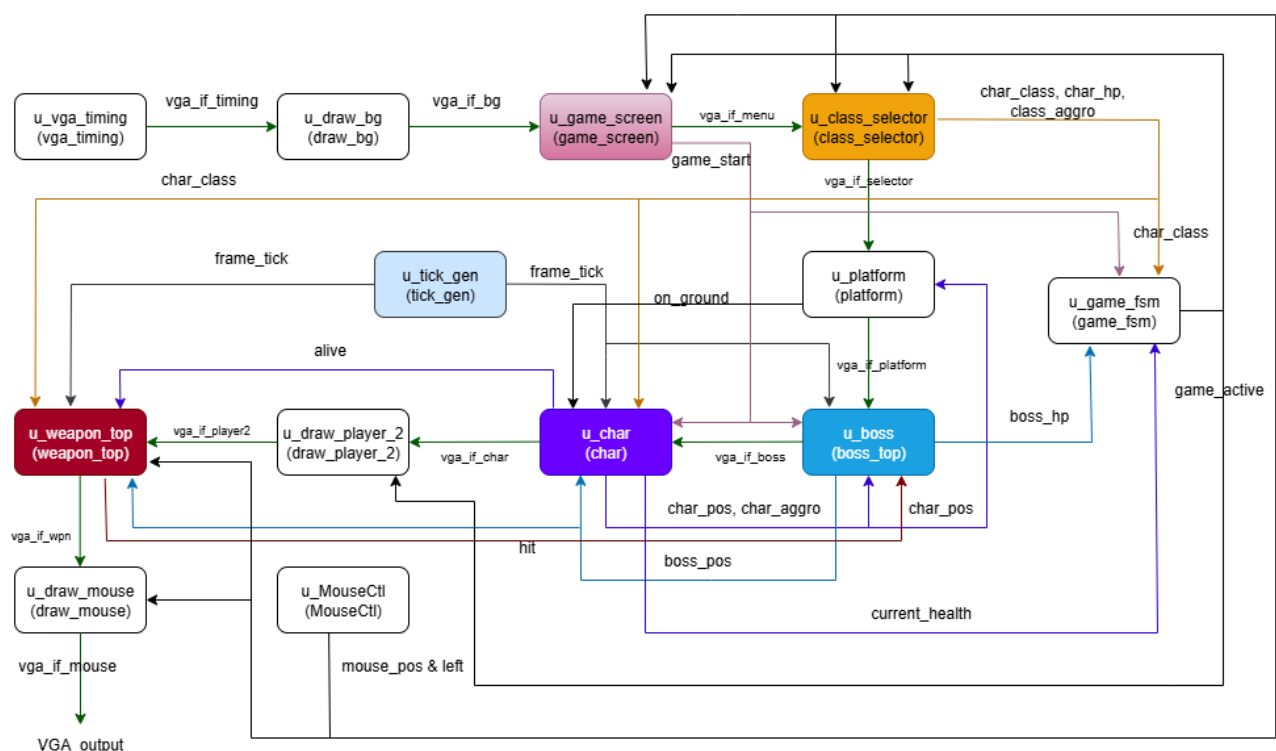 vga_if_timing
vga_if_bg
char_class, char_hp,
class_aggro
u_vga_timing
(vga_timing)
u_draw_bg
(draw_bg)
u_game_screen
(game_screen)
vga_if_menu
u_class_selector
(class_selector)
game_start
char_class
vga_if_selector
char_class
frame_tick
u_tick_gen
(tick_gen)
frame_tick
on_ground
u_platform
(platform)
u_game_fsm
(game_fsm)
alive
vga_if_platform
game_active
boss_hp
u_weapon_top
(weapon_top)
vga_if_player2
u_draw_player_2
(draw_player_2)
vga_if_char
u_char
(char)
vga_if_boss
u_boss
(boss_top)
char_pos, char_aggro
char_pos
vga_if_wpn
hit
boss_pos
u_draw_mouse
(draw_mouse)
u_MouseCtl
(MouseCtl)
current_health
vga_if_mouse
mouse_pos & left
VGA_output